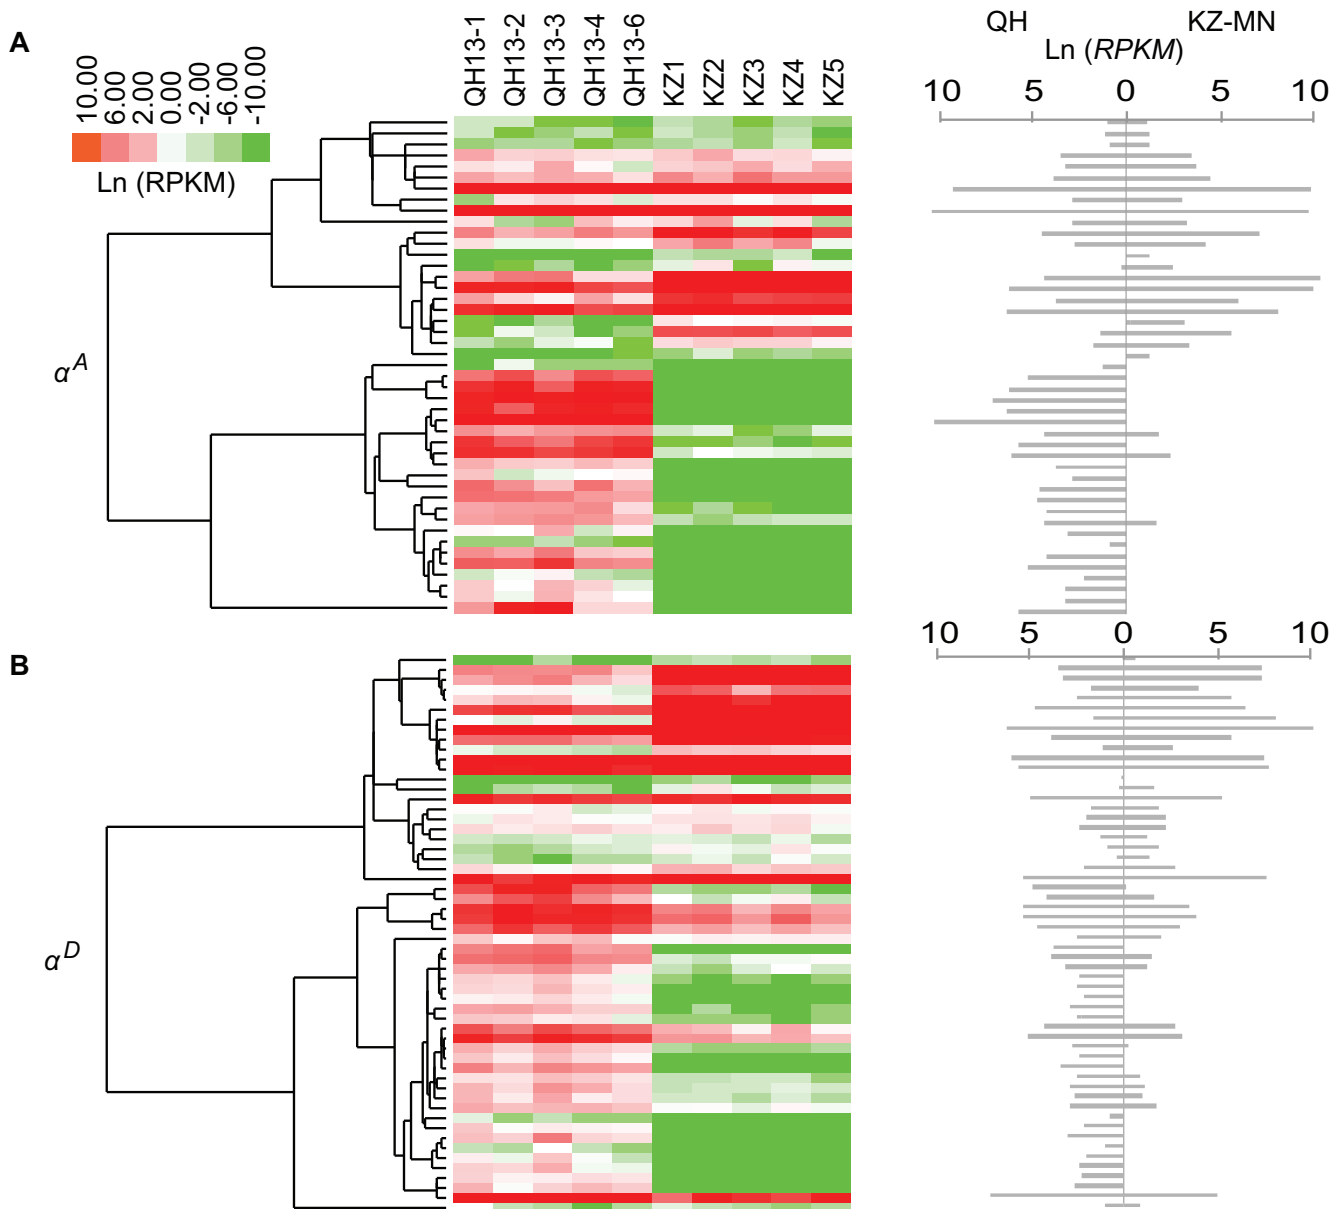 A
10.00
6.00
2.00
0.00
-2.00
-6.00
-10.00
Ln (RPKM)
QH13-1
QH13-2
QH13-3
QH13-4
QH13-6
KZ1
KZ2
KZ3
KZ4
KZ5
QH KZ-MN
Ln (RPKM)
10 5 0 5 10
α^A
B
10 5 0 5 10
α^D